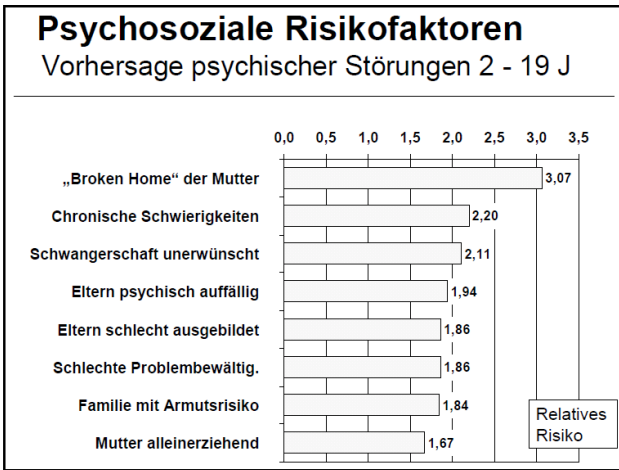 Psychosoziale Risikofaktoren
Vorhersage psychischer Störungen 2 - 19 J
0,0 0,5 1,0 1,5 2,0 2,5 3,0 3,5
„Broken Home“ der Mutter 3,07
Chronische Schwierigkeiten 2,20
Schwangerschaft unerwünscht 2,11
Eltern psychisch auffällig 1,94
Eltern schlecht ausgebildet 1,86
Schlechte Problembewältig. 1,86
Familie mit Armutsrisiko 1,84
Mutter alleinerziehend 1,67
Relatives
Risiko